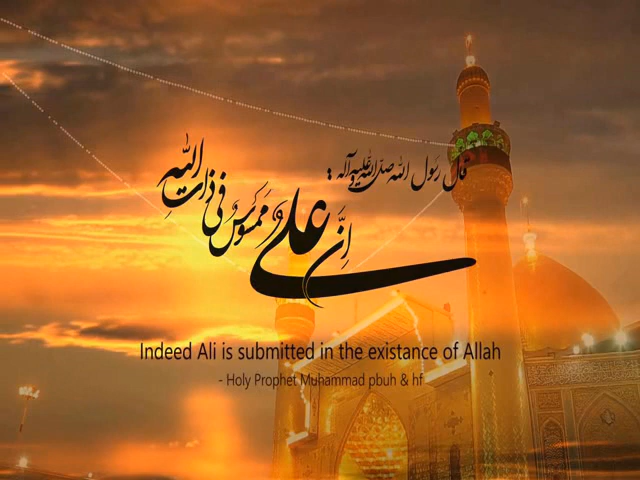 قال رسول الله صلى الله عليه وآله :
إنَّ عليّ ممسوسٌ في ذاتِ اللهِ
Indeed Ali is submitted in the existance of Allah
- Holy Prophet Muhammad pbuh & hf